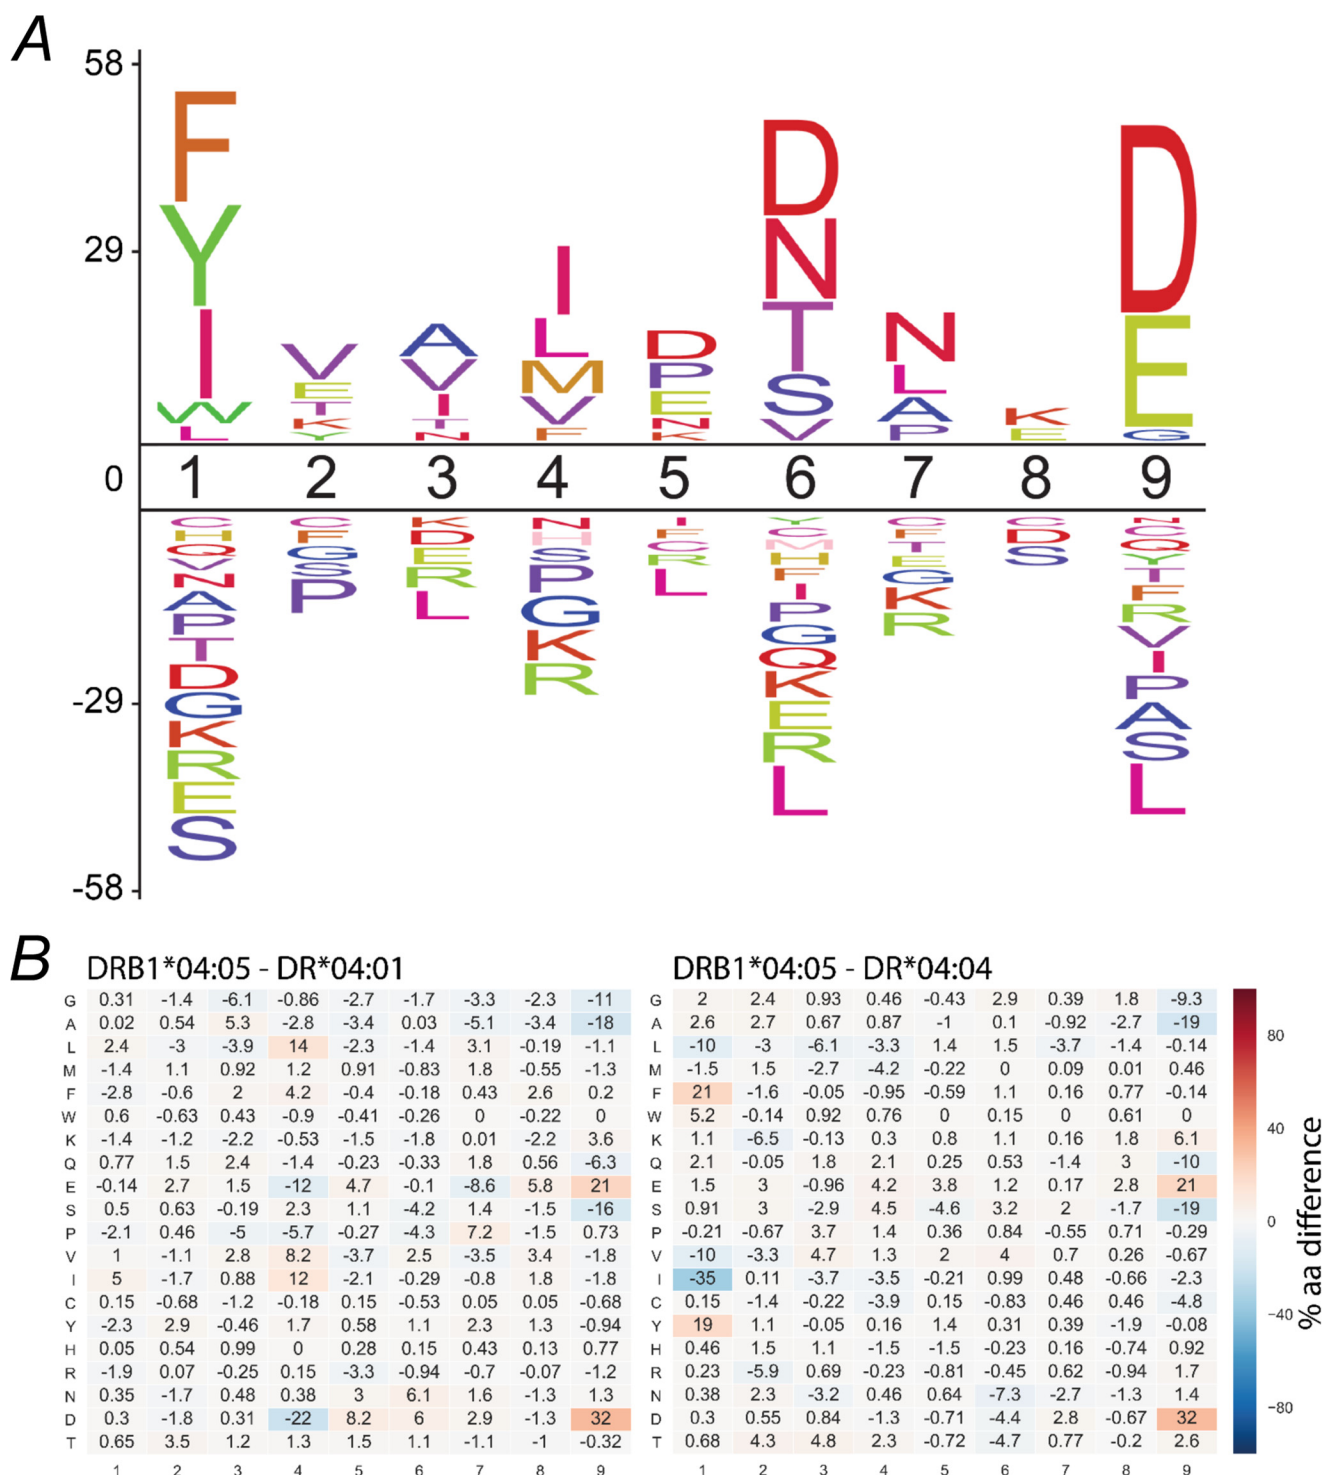 A
58
F
Y D D
29
I N
I T N E
W V A L D S L
L E V M P V A K G
T I V E P E
K T F N
Y N K
0 1 2 3 4 5 6 7 8 9
C C K N I Y C C N
H F D H F C F D C
Q G E S C M T S Q
V S R P R H E Y
N P L G L F G T
A K I K F
P R P R R
T G V
D Q I
G K P
-29 K E A
R R S
E L L
S
-58
B DRB1*04:05 - DR*04:01 DRB1*04:05 - DR*04:04
G 0.31 -1.4 -6.1 -0.86 -2.7 -1.7 -3.3 -2.3 -11 G 2 2.4 0.93 0.46 -0.43 2.9 0.39 1.8 -9.3
A 0.02 0.54 5.3 -2.8 -3.4 0.03 -5.1 -3.4 -18 A 2.6 2.7 0.67 0.87 -1 0.1 -0.92 -2.7 -19
L 2.4 -3 -3.9 14 -2.3 -1.4 3.1 -0.19 -1.1 L -10 -3 -6.1 -3.3 1.4 1.5 -3.7 -1.4 -0.14 80
M -1.4 1.1 0.92 1.2 0.91 -0.83 1.8 -0.55 -1.3 M -1.5 1.5 -2.7 -4.2 -0.22 0 0.09 0.01 0.46
F -2.8 -0.6 2 4.2 -0.4 -0.18 0.43 2.6 0.2 F 21 -1.6 -0.05 -0.95 -0.59 1.1 0.16 0.77 -0.14
W 0.6 -0.63 0.43 -0.9 -0.41 -0.26 0 -0.22 0 W 5.2 -0.14 0.92 0.76 0 0.15 0 0.61 0
K -1.4 -1.2 -2.2 -0.53 -1.5 -1.8 0.01 -2.2 3.6 K 1.1 -6.5 -0.13 0.3 0.8 1.1 0.16 1.8 6.1 40
Q 0.77 1.5 2.4 -1.4 -0.23 -0.33 1.8 0.56 -6.3 Q 2.1 -0.05 1.8 2.1 0.25 0.53 -1.4 3 -10
E -0.14 2.7 1.5 -12 4.7 -0.1 -8.6 5.8 21 E 1.5 3 -0.96 4.2 3.8 1.2 0.17 2.8 21
S 0.5 0.63 -0.19 2.3 1.1 -4.2 1.4 -1.5 -16 S 0.91 3 -2.9 4.5 -4.6 3.2 2 -1.7 -19
P -2.1 0.46 -5 -5.7 -0.27 -4.3 7.2 -1.5 0.73 P -0.21 -0.67 3.7 1.4 0.36 0.84 -0.55 0.71 -0.29 0
V 1 -1.1 2.8 8.2 -3.7 2.5 -3.5 3.4 -1.8 V -10 -3.3 4.7 1.3 2 4 0.7 0.26 -0.67
I 5 -1.7 0.88 12 -2.1 -0.29 -0.8 1.8 -1.8 I -35 0.11 -3.7 -3.5 -0.21 0.99 0.48 -0.66 -2.3
C 0.15 -0.68 -1.2 -0.18 0.15 -0.53 0.05 0.05 -0.68 C 0.15 -1.4 -0.22 -3.9 0.15 -0.83 0.46 0.46 -4.8
Y -2.3 2.9 -0.46 1.7 0.58 1.1 2.3 1.3 -0.94 Y 19 1.1 -0.05 0.16 1.4 0.31 0.39 -1.9 -0.08 -40
H 0.05 0.54 0.99 0 0.28 0.15 0.43 0.13 0.77 H 0.46 1.5 1.1 -1.5 -1.5 -0.23 0.16 -0.74 0.92
R -1.9 0.07 -0.25 0.15 -3.3 -0.94 -0.7 -0.07 -1.2 R 0.23 -5.9 0.69 -0.23 -0.81 -0.45 0.62 -0.94 1.7
N 0.35 -1.7 0.48 0.38 3 6.1 1.6 -1.3 1.3 N 0.38 2.3 -3.2 0.46 0.64 -7.3 -2.7 -1.3 1.4
D 0.3 -1.8 0.31 -22 8.2 6 2.9 -1.3 32 D 0.3 0.55 0.84 -1.3 -0.71 -4.4 2.8 -0.67 32 -80
T 0.65 3.5 1.2 1.3 1.5 1.1 -1.1 -1 -0.32 T 0.68 4.3 4.8 2.3 -0.72 -4.7 0.77 -0.2 2.6
1 2 3 4 5 6 7 8 9 1 2 3 4 5 6 7 8 9
% aa difference